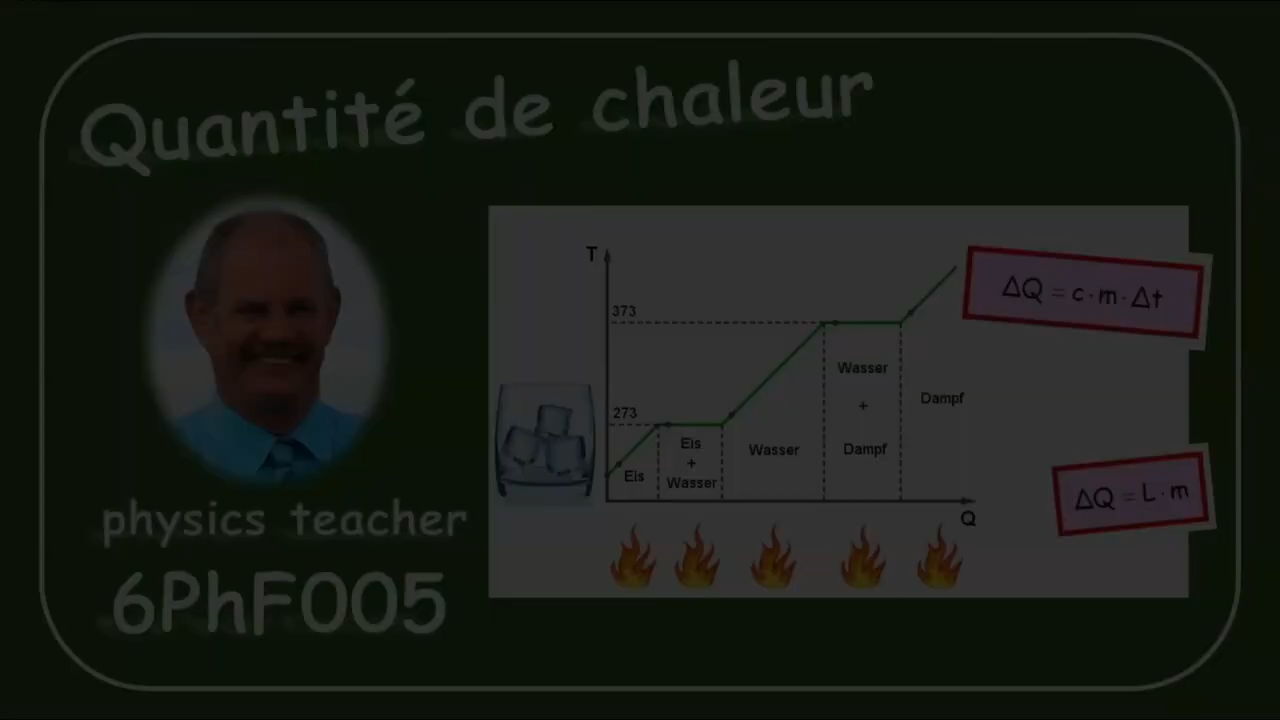 Quantité de chaleur
physics teacher
6PhF005
T
373
273
Eis
Eis
+
Wasser
Wasser
Wasser
+
Dampf
Dampf
Q
ΔQ = c · m · Δt
ΔQ = L · m